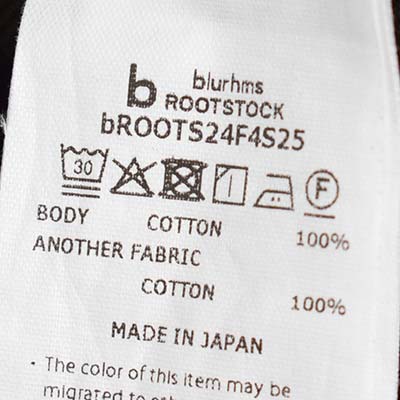 b blurhms
ROOTSTOCK
bROOTS24F4S25
30 F
BODY COTTON 100%
ANOTHER FABRIC
COTTON 100%
MADE IN JAPAN
· The color of this item may be
migrated to